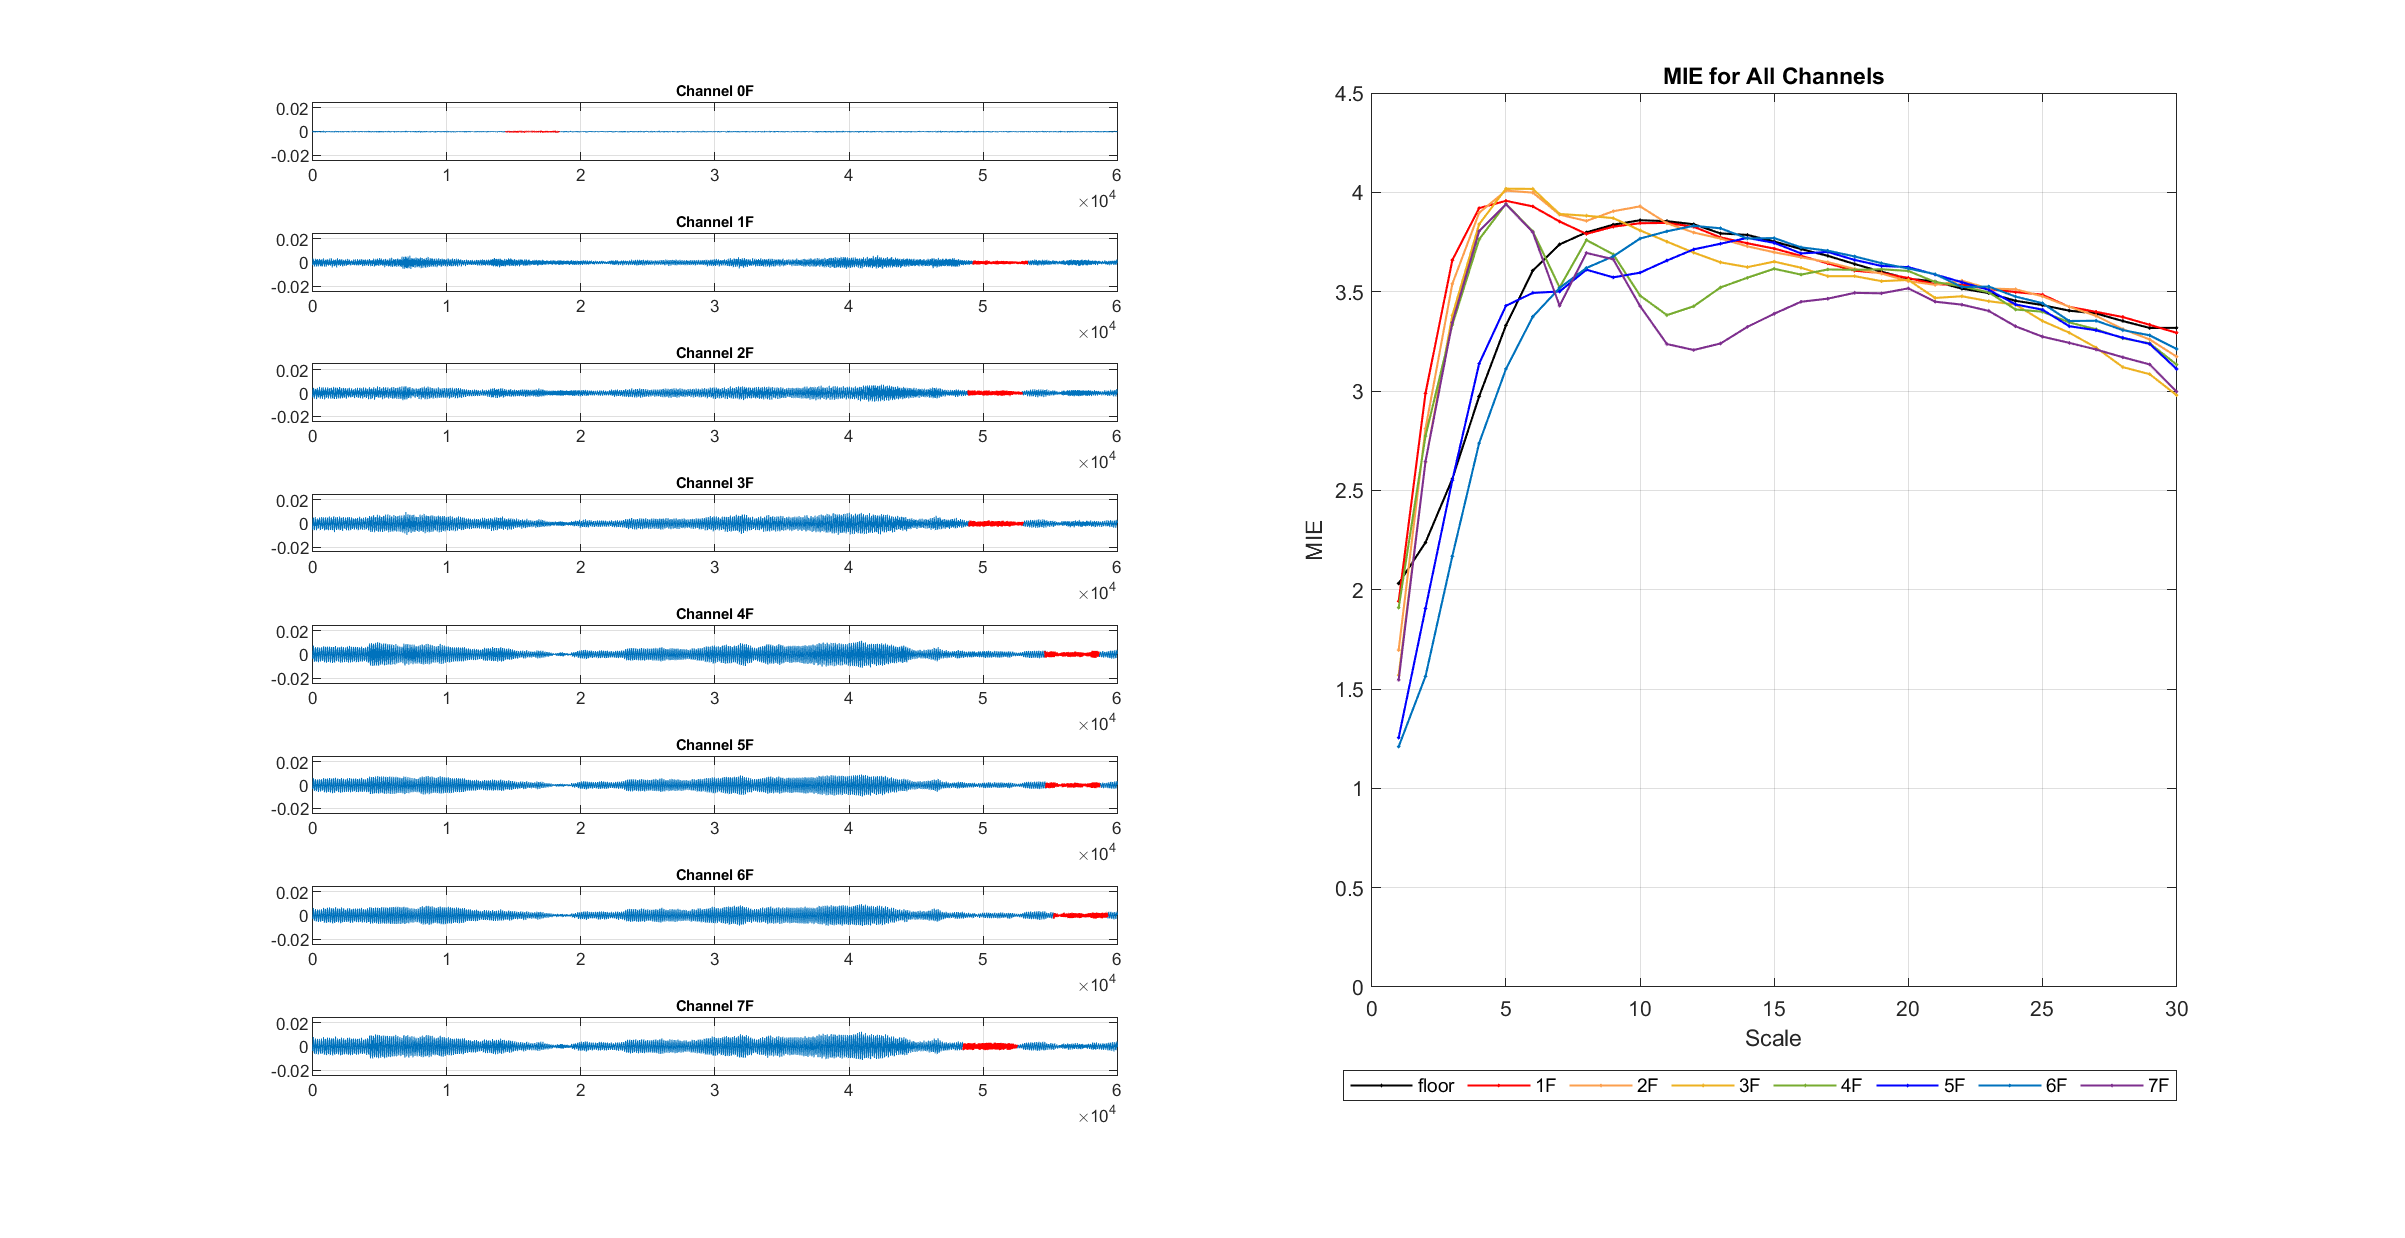 Channel 0F
0.02
0
-0.02
0 1 2 3 4 5 6
×10^4
Channel 1F
0.02
0
-0.02
0 1 2 3 4 5 6
×10^4
Channel 2F
0.02
0
-0.02
0 1 2 3 4 5 6
×10^4
Channel 3F
0.02
0
-0.02
0 1 2 3 4 5 6
×10^4
Channel 4F
0.02
0
-0.02
0 1 2 3 4 5 6
×10^4
Channel 5F
0.02
0
-0.02
0 1 2 3 4 5 6
×10^4
Channel 6F
0.02
0
-0.02
0 1 2 3 4 5 6
×10^4
Channel 7F
0.02
0
-0.02
0 1 2 3 4 5 6
×10^4
MIE for All Channels
4.5
4
3.5
3
2.5
2
1.5
1
0.5
0
MIE
0 5 10 15 20 25 30
Scale
floor 1F 2F 3F 4F 5F 6F 7F